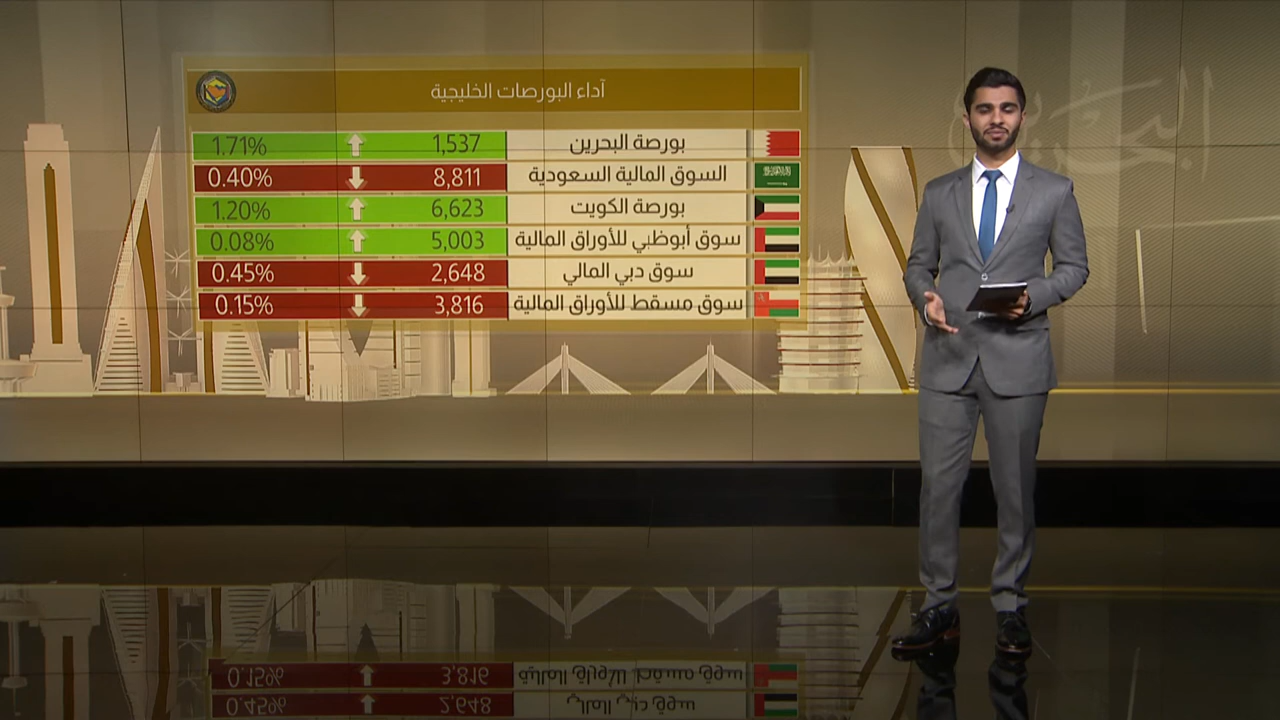 آداء البورصات الخليجية
بورصة البحرين 1,537 1.71%
السوق المالية السعودية 8,811 0.40%
بورصة الكويت 6,623 1.20%
سوق أبوظبي للأوراق المالية 5,003 0.08%
سوق دبي المالي 2,648 0.45%
سوق مسقط للأوراق المالية 3,816 0.15%
البحرين